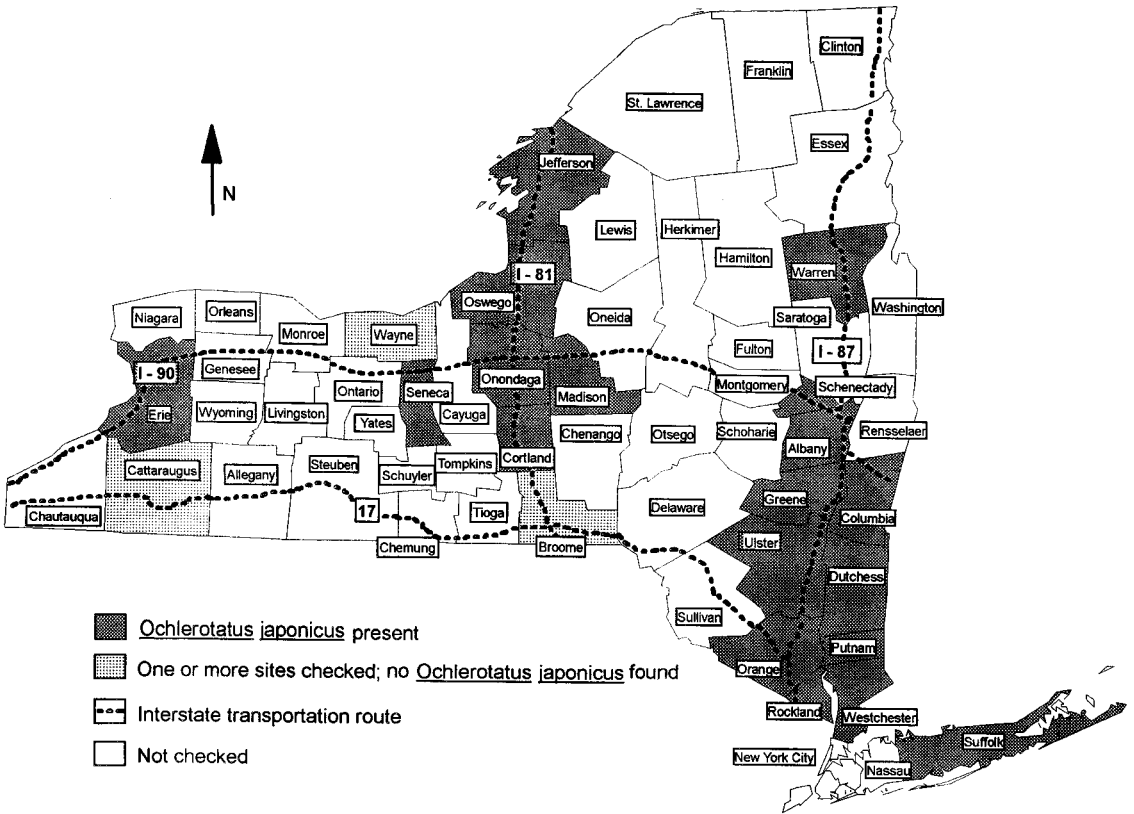 Clinton
Franklin
St. Lawrence
Essex
Jefferson
N
Lewis
Herkimer
Hamilton
I - 81
Warren
Oswego
Washington
Niagara
Orleans
Oneida
Saratoga
Monroe
Wayne
Fulton
I - 87
Genesee
I - 90
Onondaga
Montgomery
Schenectady
Ontario
Seneca
Madison
Erie
Wyoming
Livingston
Cayuga
Yates
Chenango
Otsego
Schoharie
Rensselaer
Albany
Cortland
Steuben
Tompkins
Cattaraugus
Allegany
Schuyler
Greene
Delaware
17
Tioga
Chautauqua
Columbia
Ulster
Chemung
Broome
Dutchess
Sullivan
Ochlerotatus japonicus present
Putnam
One or more sites checked; no Ochlerotatus japonicus found
Orange
Interstate transportation route
Rockland
Westchester
Suffolk
Not checked
New York City
Nassau